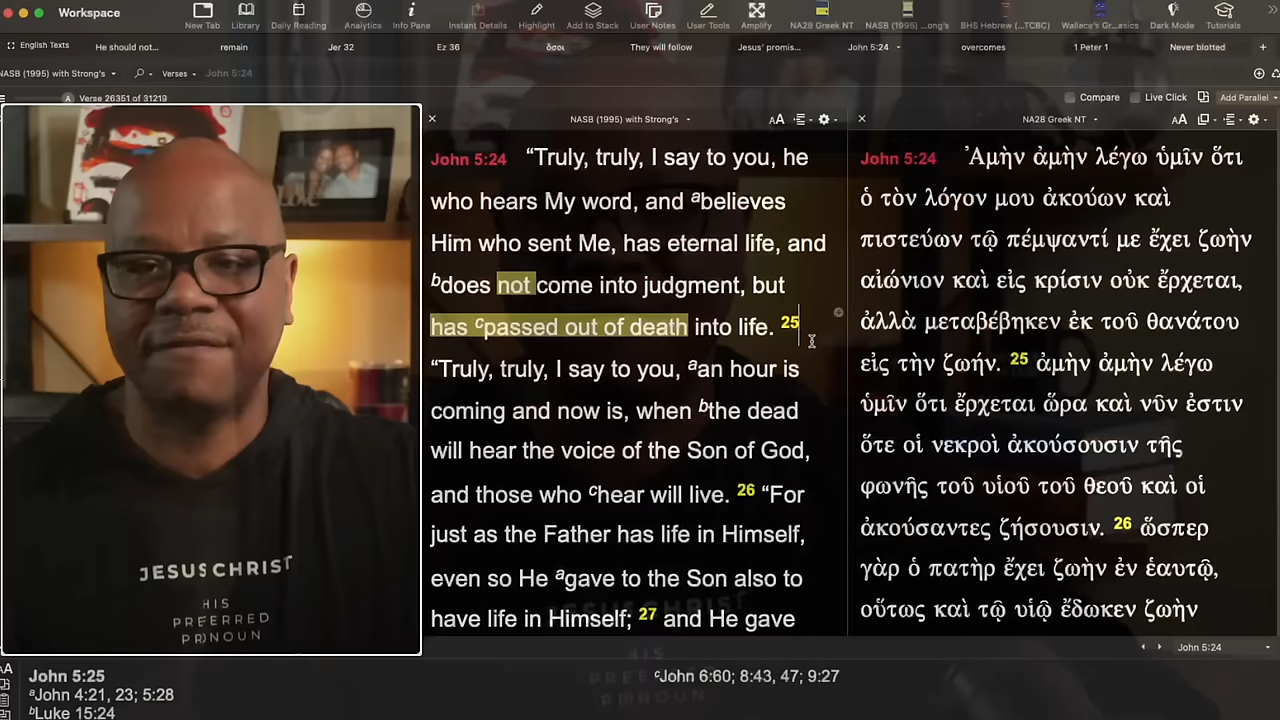 Workspace
New Tab
Library
Daily Reading
Analytics
Info Pane
Instant Details
Highlight
Add to Stack
User Notes
User Tools
Amplify
NA28 Greek NT
NASB (1995) ...ong's
BHS Hebrew (...TCBC)
Wallace's Gr...asics
Dark Mode
Tutorials
English Texts
He should not...
remain
Jer 32
Ez 36
ὅσοι
They will follow
Jesus' promis...
John 5:24
overcomes
1 Peter 1
Never blotted
NASB (1995) with Strong's
Verses
John 5:24
A Verse 26351 of 31219
Compare
Live Click
Add Parallel
NASB (1995) with Strong's
John 5:24 “Truly, truly, I say to you, he
who hears My word, and abelieves
Him who sent Me, has eternal life, and
bdoes not come into judgment, but
has cpassed out of death into life. 25
“Truly, truly, I say to you, aan hour is
coming and now is, when bthe dead
will hear the voice of the Son of God,
and those who chear will live. 26 “For
just as the Father has life in Himself,
even so He agave to the Son also to
have life in Himself; 27 and He gave
NA28 Greek NT
John 5:24 Ἀμὴν ἀμὴν λέγω ὑμῖν ὅτι
ὁ τὸν λόγον μου ἀκούων καὶ
πιστεύων τῷ πέμψαντί με ἔχει ζωὴν
αἰώνιον καὶ εἰς κρίσιν οὐκ ἔρχεται,
ἀλλὰ μεταβέβηκεν ἐκ τοῦ θανάτου
εἰς τὴν ζωήν. 25 ἀμὴν ἀμὴν λέγω
ὑμῖν ὅτι ἔρχεται ὥρα καὶ νῦν ἐστιν
ὅτε οἱ νεκροὶ ἀκούσουσιν τῆς
φωνῆς τοῦ υἱοῦ τοῦ θεοῦ καὶ οἱ
ἀκούσαντες ζήσουσιν. 26 ὥσπερ
γὰρ ὁ πατὴρ ἔχει ζωὴν ἐν ἑαυτῷ,
οὕτως καὶ τῷ υἱῷ ἔδωκεν ζωὴν
John 5:24
JESUS CHRIST
HIS
PREFERRED
PRONOUN
John 5:25
aJohn 4:21, 23; 5:28
bLuke 15:24
cJohn 6:60; 8:43, 47; 9:27
HIS
PREFERRED
PRONOUN